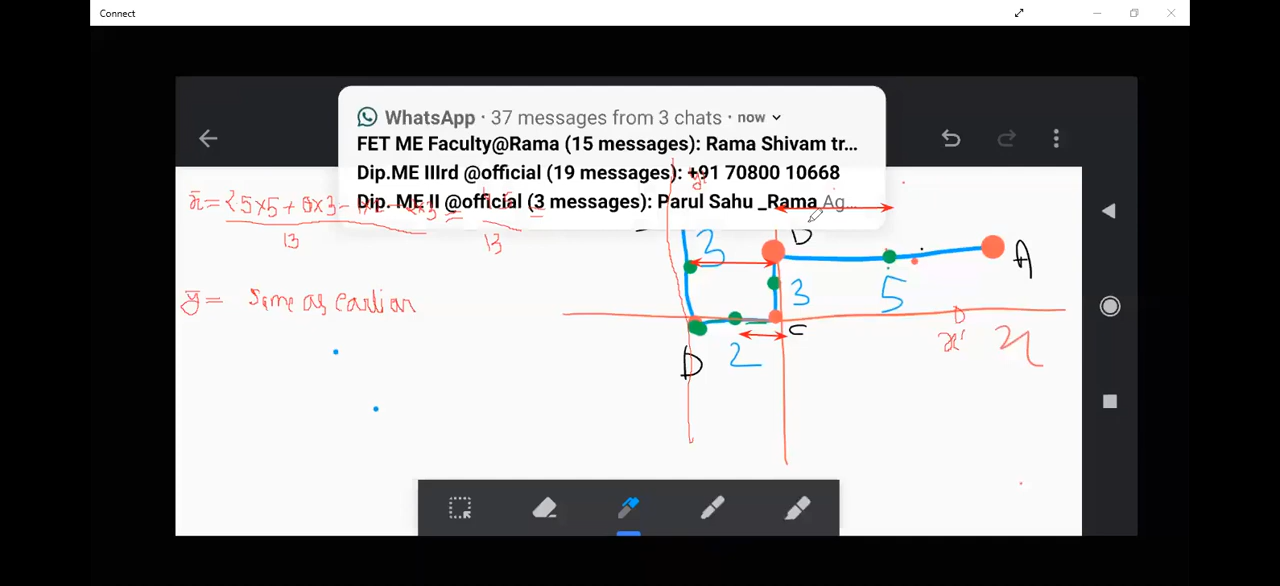 Connect
WhatsApp · 37 messages from 3 chats · now
FET ME Faculty@Rama (15 messages): Rama Shivam tr...
Dip.ME IIIrd @official (19 messages): +91 70800 10668
Dip. ME II @official (3 messages): Parul Sahu _Rama Ag...
13
13
ȳ = Same as earlier
3
B
A
3
5
C
x'
x
D
2